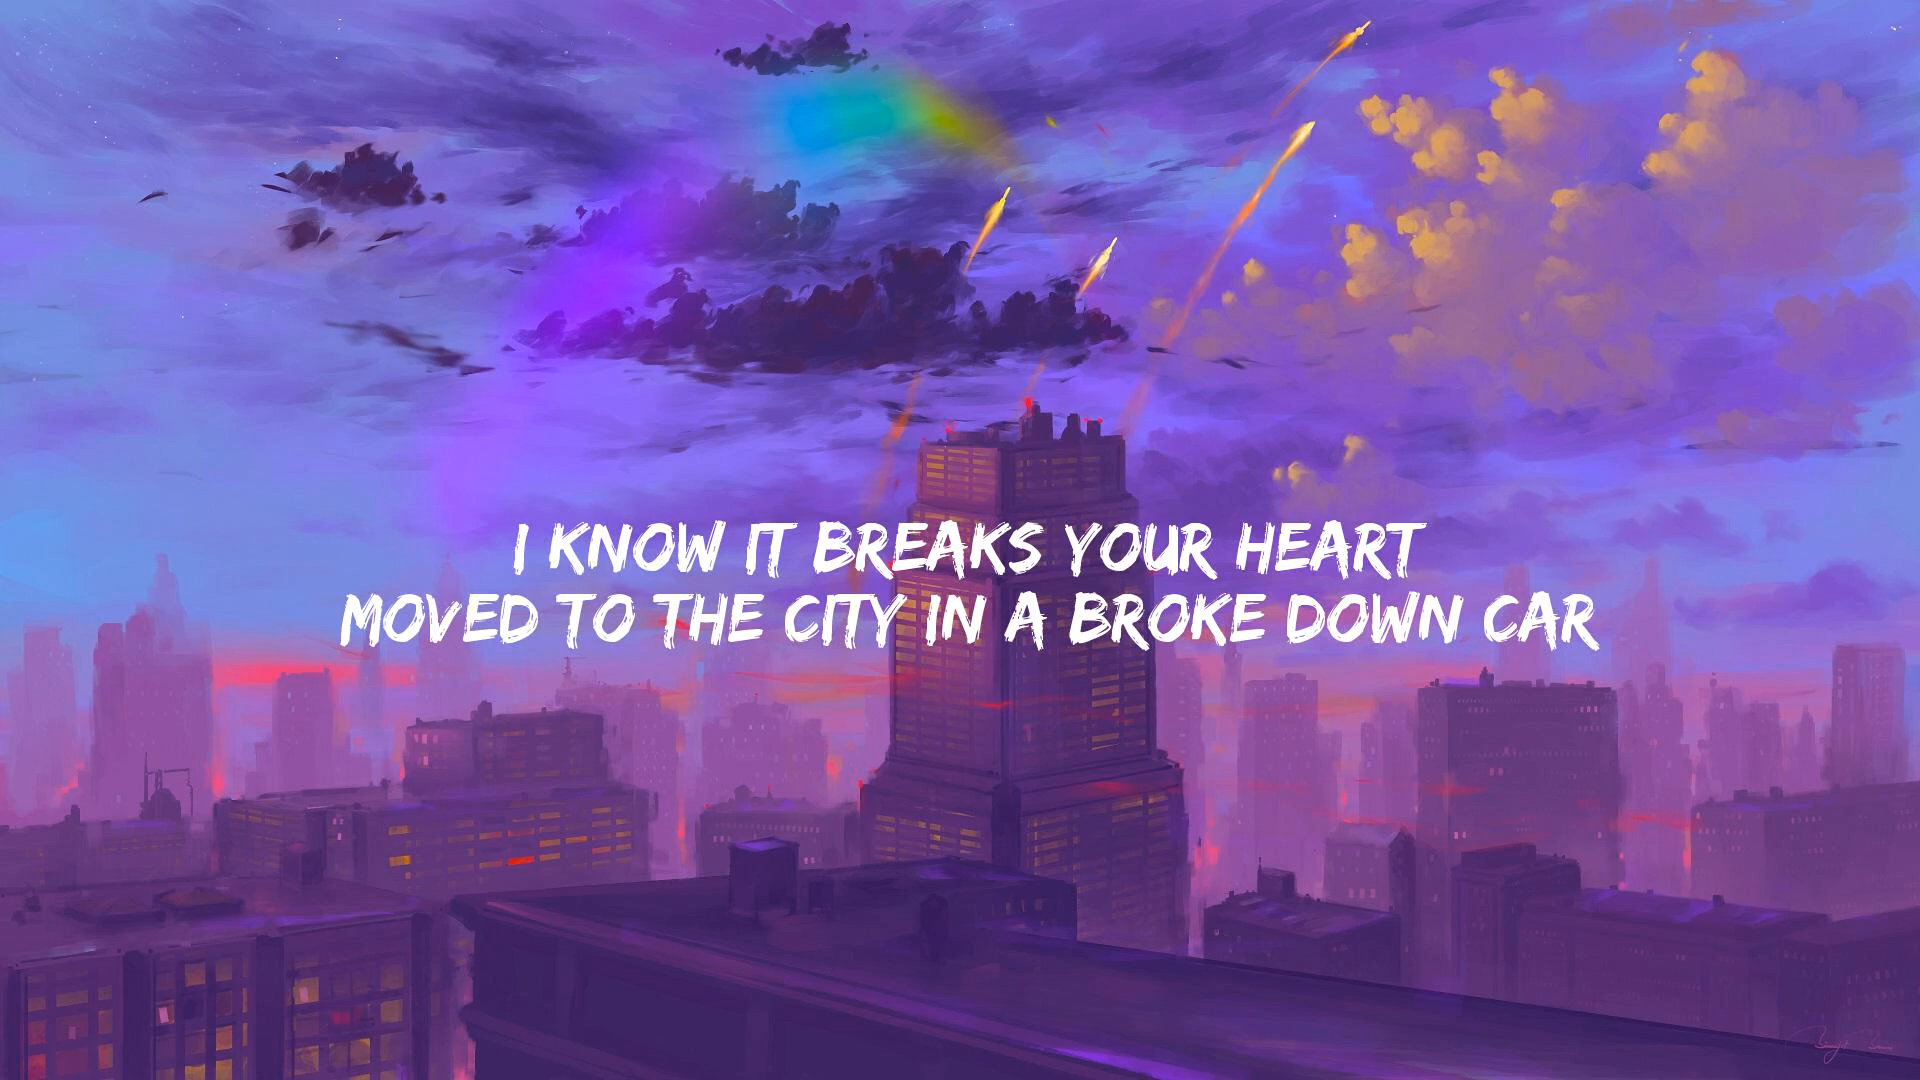 I KNOW IT BREAKS YOUR HEART
MOVED TO THE CITY IN A BROKE DOWN CAR